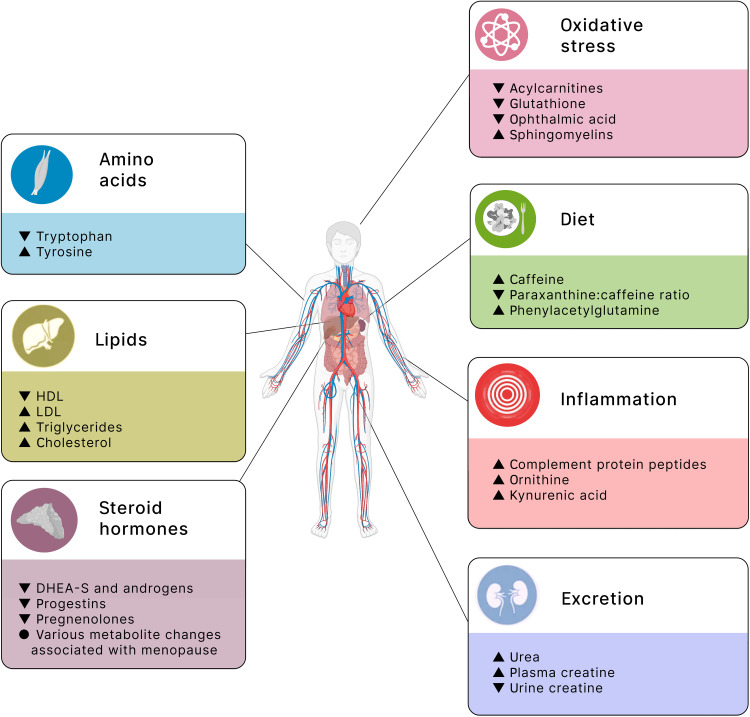 Oxidative
stress
▼ Acylcarnitines
▼ Glutathione
▼ Ophthalmic acid
▲ Sphingomyelins
Amino
acids
▼ Tryptophan
▲ Tyrosine
Diet
▲ Caffeine
▼ Paraxanthine:caffeine ratio
▲ Phenylacetylglutamine
Lipids
▼ HDL
▲ LDL
▲ Triglycerides
▲ Cholesterol
Inflammation
▲ Complement protein peptides
▲ Ornithine
▲ Kynurenic acid
Steroid
hormones
▼ DHEA-S and androgens
▼ Progestins
▼ Pregnenolones
● Various metabolite changes
associated with menopause
Excretion
▲ Urea
▲ Plasma creatine
▼ Urine creatine